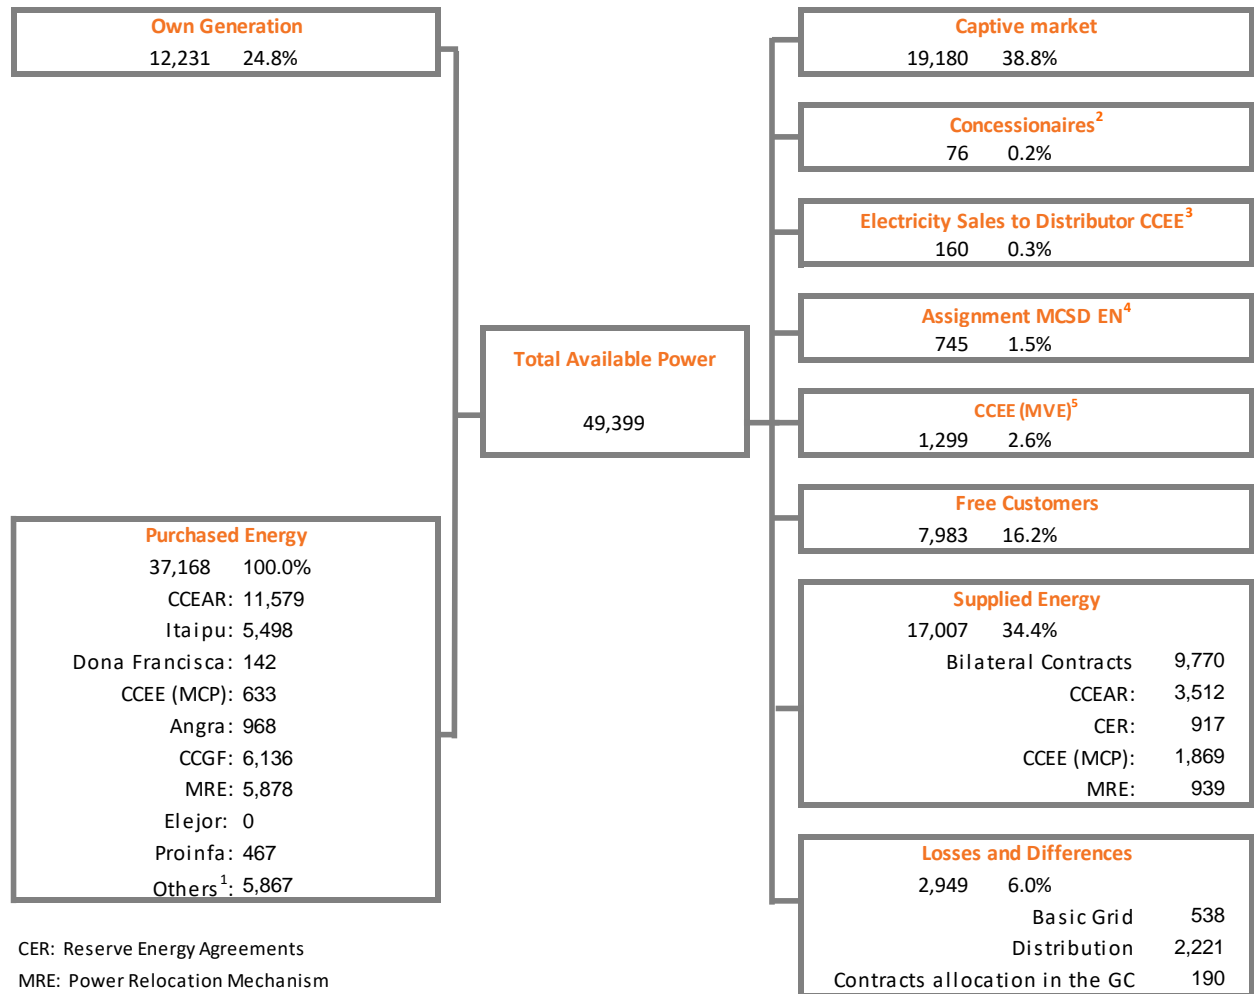 Own Generation
12,231 24.8%
Purchased Energy
37,168 100.0%
CCEAR: 11,579
Itaipu: 5,498
Dona Francisca: 142
CCEE (MCP): 633
Angra: 968
CCGF: 6,136
MRE: 5,878
Elejor: 0
Proinfa: 467
Others¹: 5,867
CER: Reserve Energy Agreements
MRE: Power Relocation Mechanism
Total Available Power
49,399
Captive market
19,180 38.8%
Concessionaires²
76 0.2%
Electricity Sales to Distributor CCEE³
160 0.3%
Assignment MCSD EN⁴
745 1.5%
CCEE (MVE)⁵
1,299 2.6%
Free Customers
7,983 16.2%
Supplied Energy
17,007 34.4%
Bilateral Contracts 9,770
CCEAR: 3,512
CER: 917
CCEE (MCP): 1,869
MRE: 939
Losses and Differences
2,949 6.0%
Basic Grid 538
Distribution 2,221
Contracts allocation in the GC 190